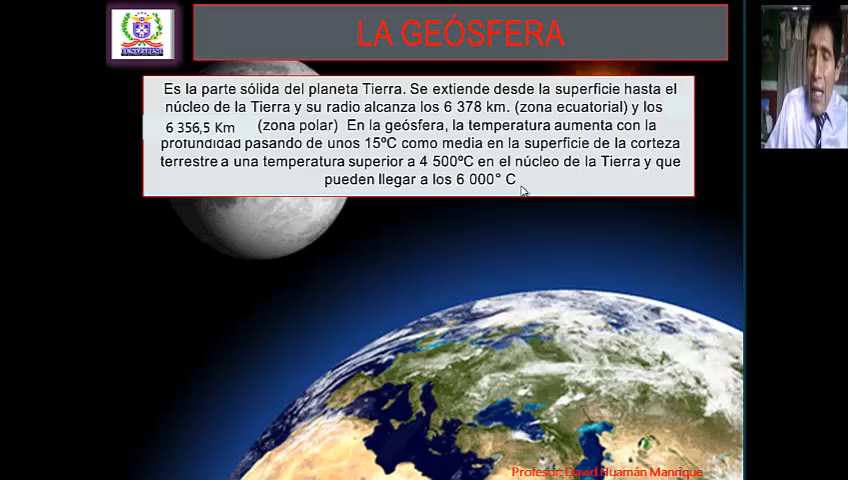 LA GEÓSFERA
Es la parte sólida del planeta Tierra. Se extiende desde la superficie hasta el
núcleo de la Tierra y su radio alcanza los 6 378 km. (zona ecuatorial) y los
6 356,5 Km (zona polar) En la geósfera, la temperatura aumenta con la
profundidad pasando de unos 15ºC como media en la superficie de la corteza
terrestre a una temperatura superior a 4 500ºC en el núcleo de la Tierra y que
pueden llegar a los 6 000° C
Profesor: David Huamán Manrique